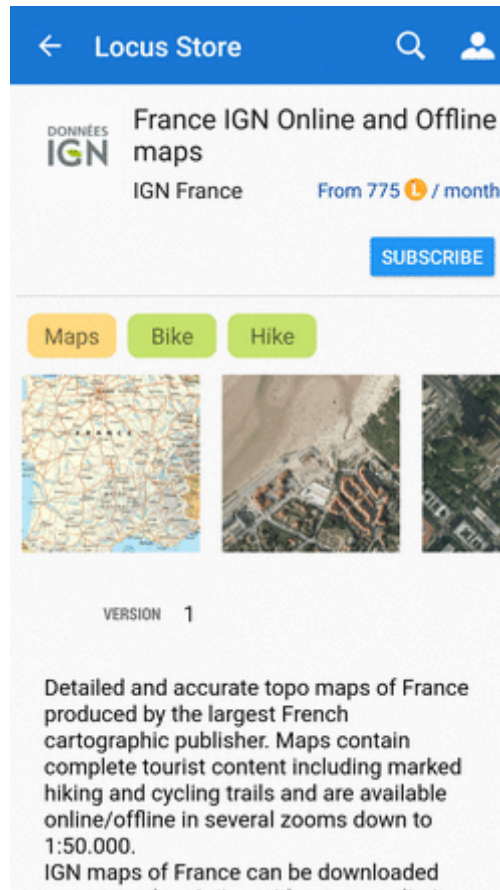 Locus Store
DONNÉES
IGN
France IGN Online and Offline
maps
IGN France
From 775 L / month
SUBSCRIBE
Maps
Bike
Hike
FRANCE
VERSION 1
Detailed and accurate topo maps of France
produced by the largest French
cartographic publisher. Maps contain
complete tourist content including marked
hiking and cycling trails and are available
online/offline in several zooms down to
1:50.000.
IGN maps of France can be downloaded